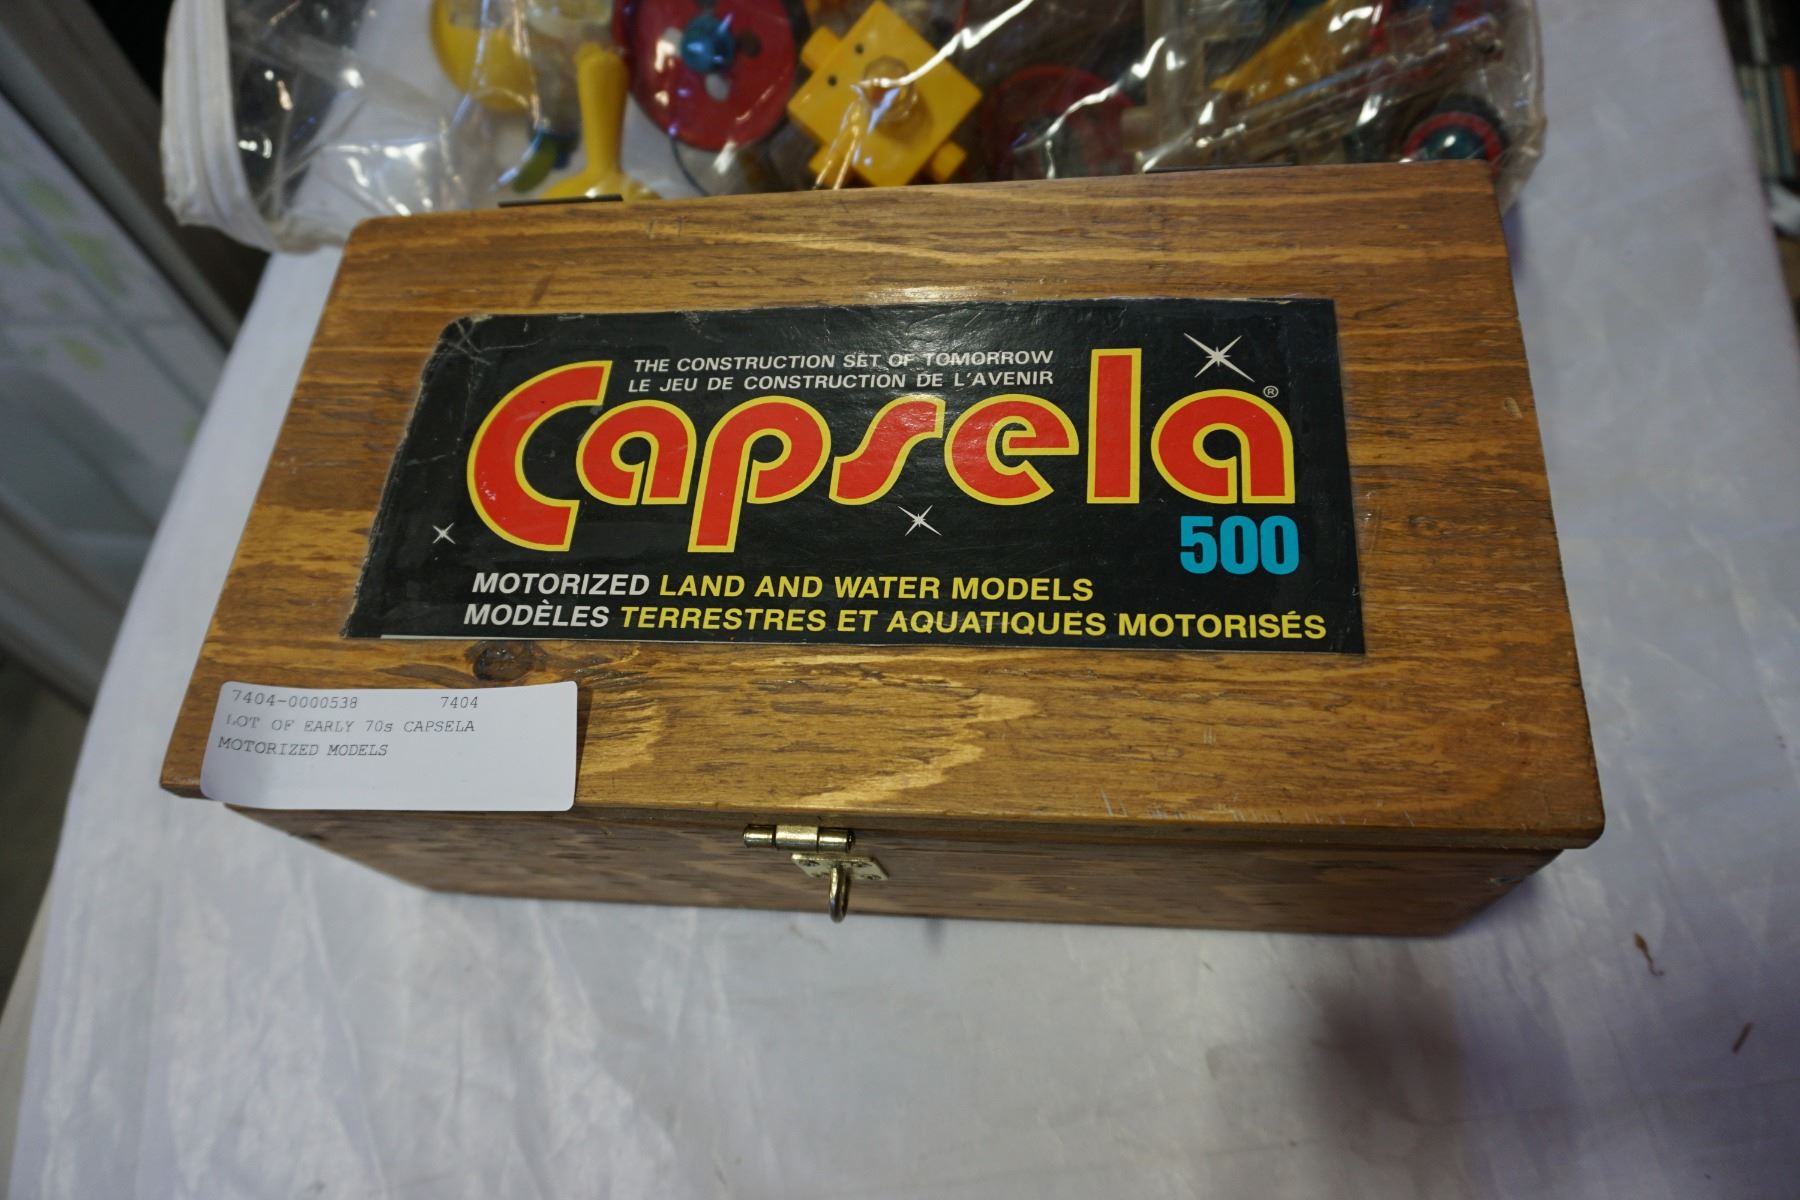 THE CONSTRUCTION SET OF TOMORROW
LE JEU DE CONSTRUCTION DE L'AVENIR
Capsela®
500
MOTORIZED LAND AND WATER MODELS
MODÈLES TERRESTRES ET AQUATIQUES MOTORISÉS
7404-0000538 7404
LOT OF EARLY 70s CAPSELA
MOTORIZED MODELS